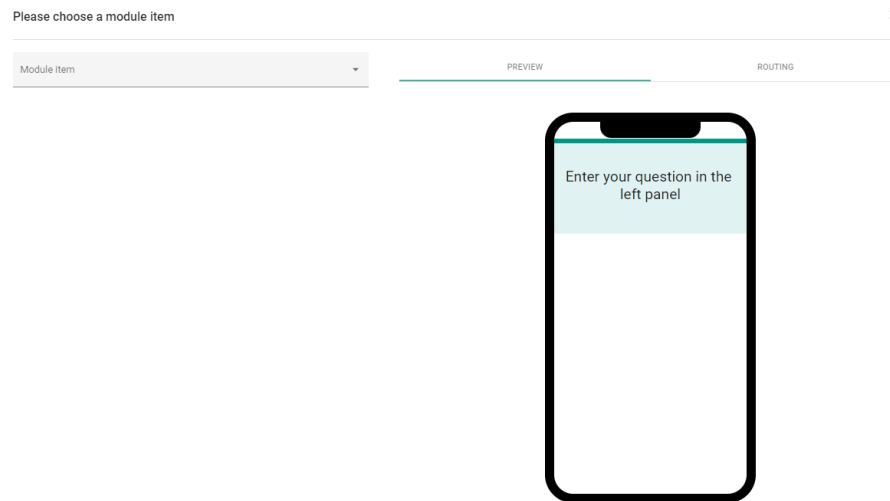 Please choose a module item
Module item
PREVIEW
ROUTING
Enter your question in the
left panel